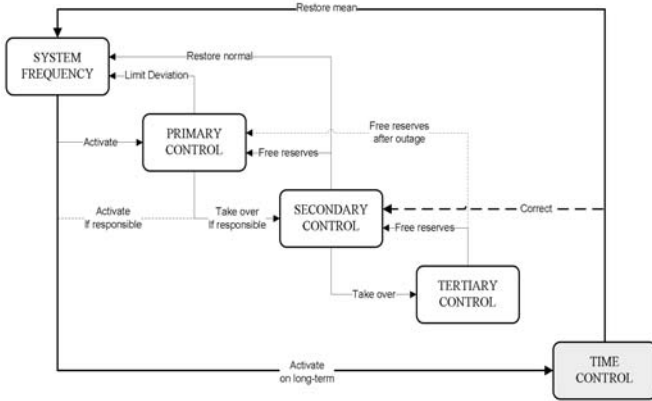 Restore mean
SYSTEM
FREQUENCY
Restore normal
Limit Deviation
PRIMARY
CONTROL
Activate
Free reserves
after outage
Free reserves
Activate
If responsible
Take over
If responsible
SECONDARY
CONTROL
Correct
Free reserves
Take over
TERTIARY
CONTROL
Activate
on long-term
TIME
CONTROL